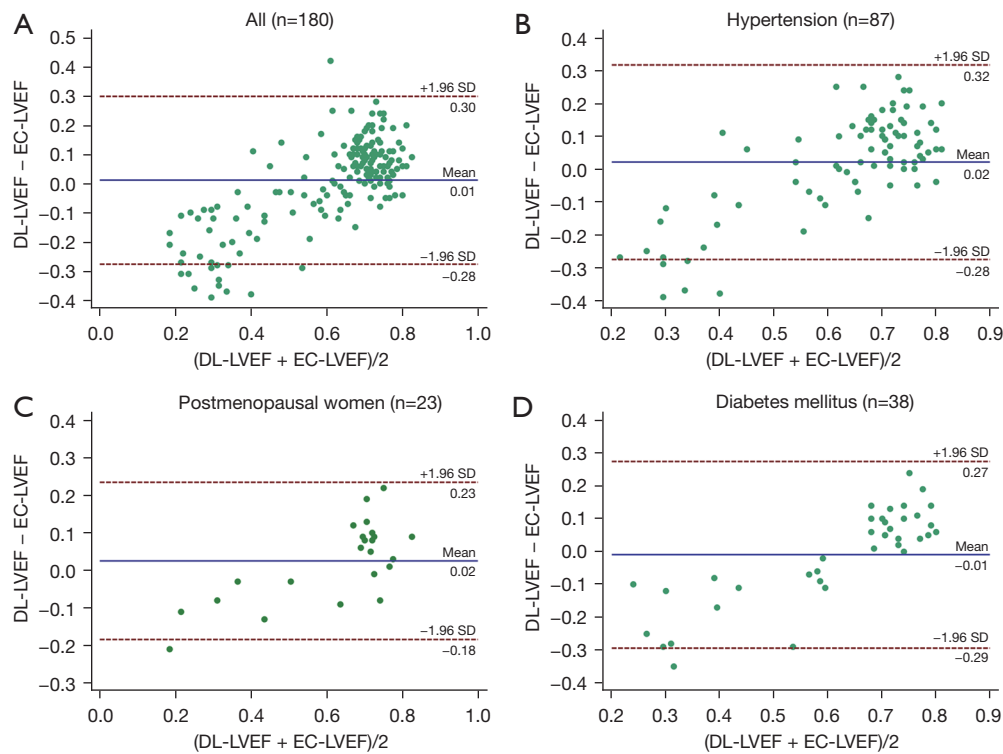 A
All (n=180)
0.5
0.4
0.3
0.2
0.1
0.0
−0.1
−0.2
−0.3
−0.4
DL-LVEF − EC-LVEF
+1.96 SD
0.30
Mean
0.01
−1.96 SD
−0.28
0.0 0.2 0.4 0.6 0.8 1.0
(DL-LVEF + EC-LVEF)/2
B
Hypertension (n=87)
0.4
0.3
0.2
0.1
0.0
−0.1
−0.2
−0.3
−0.4
DL-LVEF − EC-LVEF
+1.96 SD
0.32
Mean
0.02
−1.96 SD
−0.28
0.2 0.3 0.4 0.5 0.6 0.7 0.8 0.9
(DL-LVEF + EC-LVEF)/2
C
Postmenopausal women (n=23)
0.4
0.3
0.2
0.1
0.0
−0.1
−0.2
−0.3
DL-LVEF − EC-LVEF
+1.96 SD
0.23
Mean
0.02
−1.96 SD
−0.18
0.0 0.2 0.4 0.6 0.8 1.0
(DL-LVEF + EC-LVEF)/2
D
Diabetes mellitus (n=38)
0.4
0.3
0.2
0.1
0.0
−0.1
−0.2
−0.3
−0.4
DL-LVEF − EC-LVEF
+1.96 SD
0.27
Mean
−0.01
−1.96 SD
−0.29
0.2 0.3 0.4 0.5 0.6 0.7 0.8 0.9
(DL-LVEF + EC-LVEF)/2